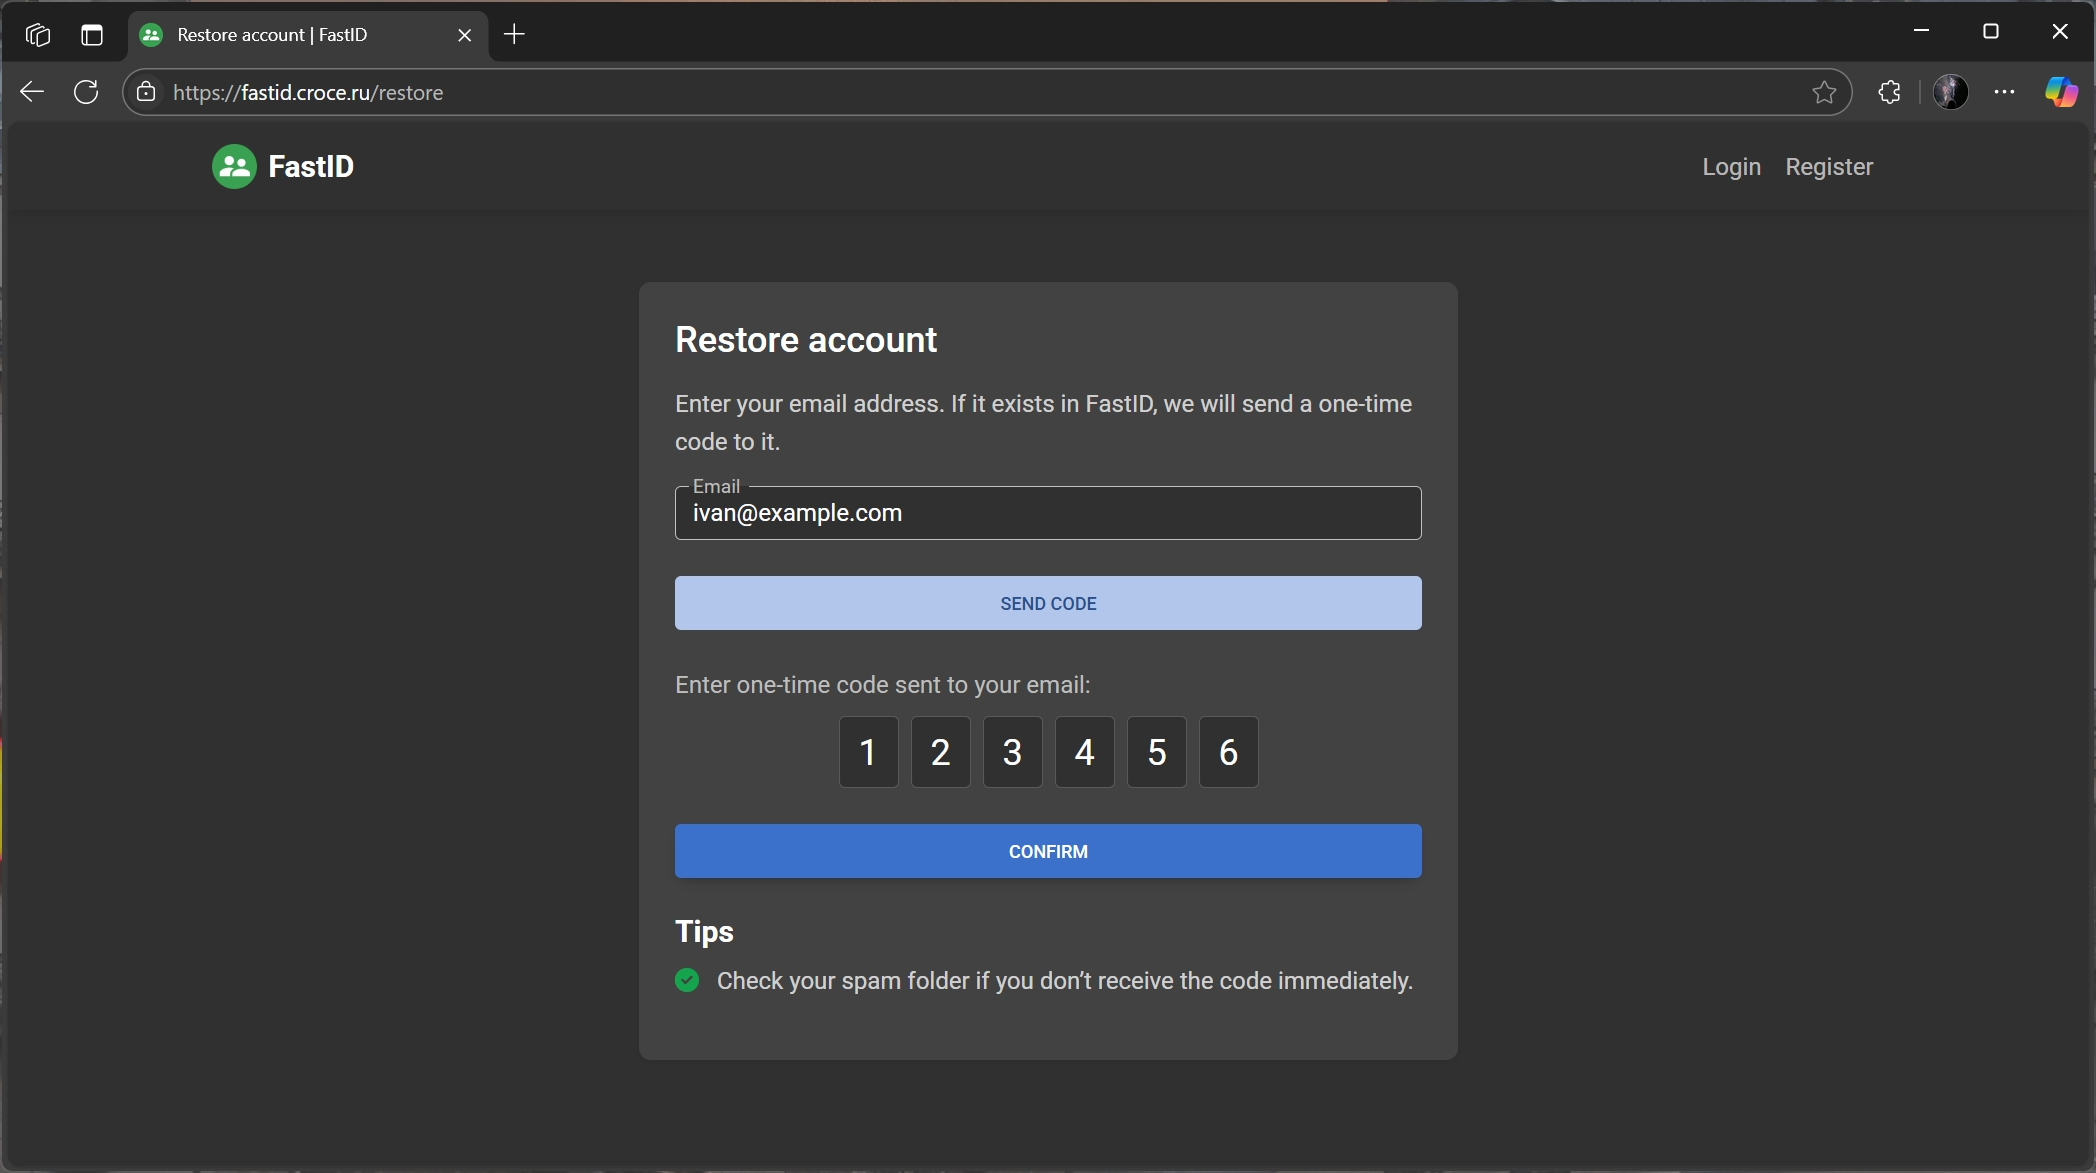 Restore account | FastID
https://fastid.croce.ru/restore
FastID
Login Register
Restore account
Enter your email address. If it exists in FastID, we will send a one-time
code to it.
Email
ivan@example.com
SEND CODE
Enter one-time code sent to your email:
1 2 3 4 5 6
CONFIRM
Tips
Check your spam folder if you don’t receive the code immediately.